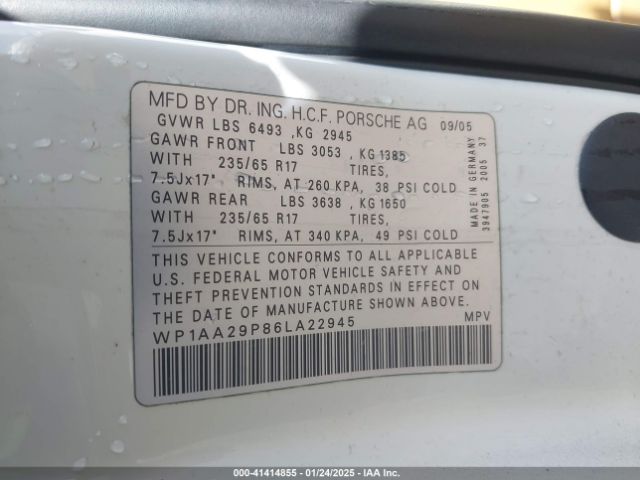 MFD BY DR. ING. H.C.F. PORSCHE AG 09/05
GVWR LBS 6493 ,KG 2945
GAWR FRONT LBS 3053 , KG 1385
WITH 235/65 R17 TIRES,
7.5Jx17" RIMS, AT 260 KPA, 38 PSI COLD
GAWR REAR LBS 3638 , KG 1650
WITH 235/65 R17 TIRES,
7.5Jx17" RIMS, AT 340 KPA, 49 PSI COLD
THIS VEHICLE CONFORMS TO ALL APPLICABLE
U.S. FEDERAL MOTOR VEHICLE SAFETY AND
THEFT PREVENTION STANDARDS IN EFFECT ON
THE DATE OF MANUFACTURE SHOWN ABOVE.
WP1AA29P86LA22945 MPV
MADE IN GERMANY
3947905 2005 37
000-41414855 - 01/24/2025 - IAA Inc.